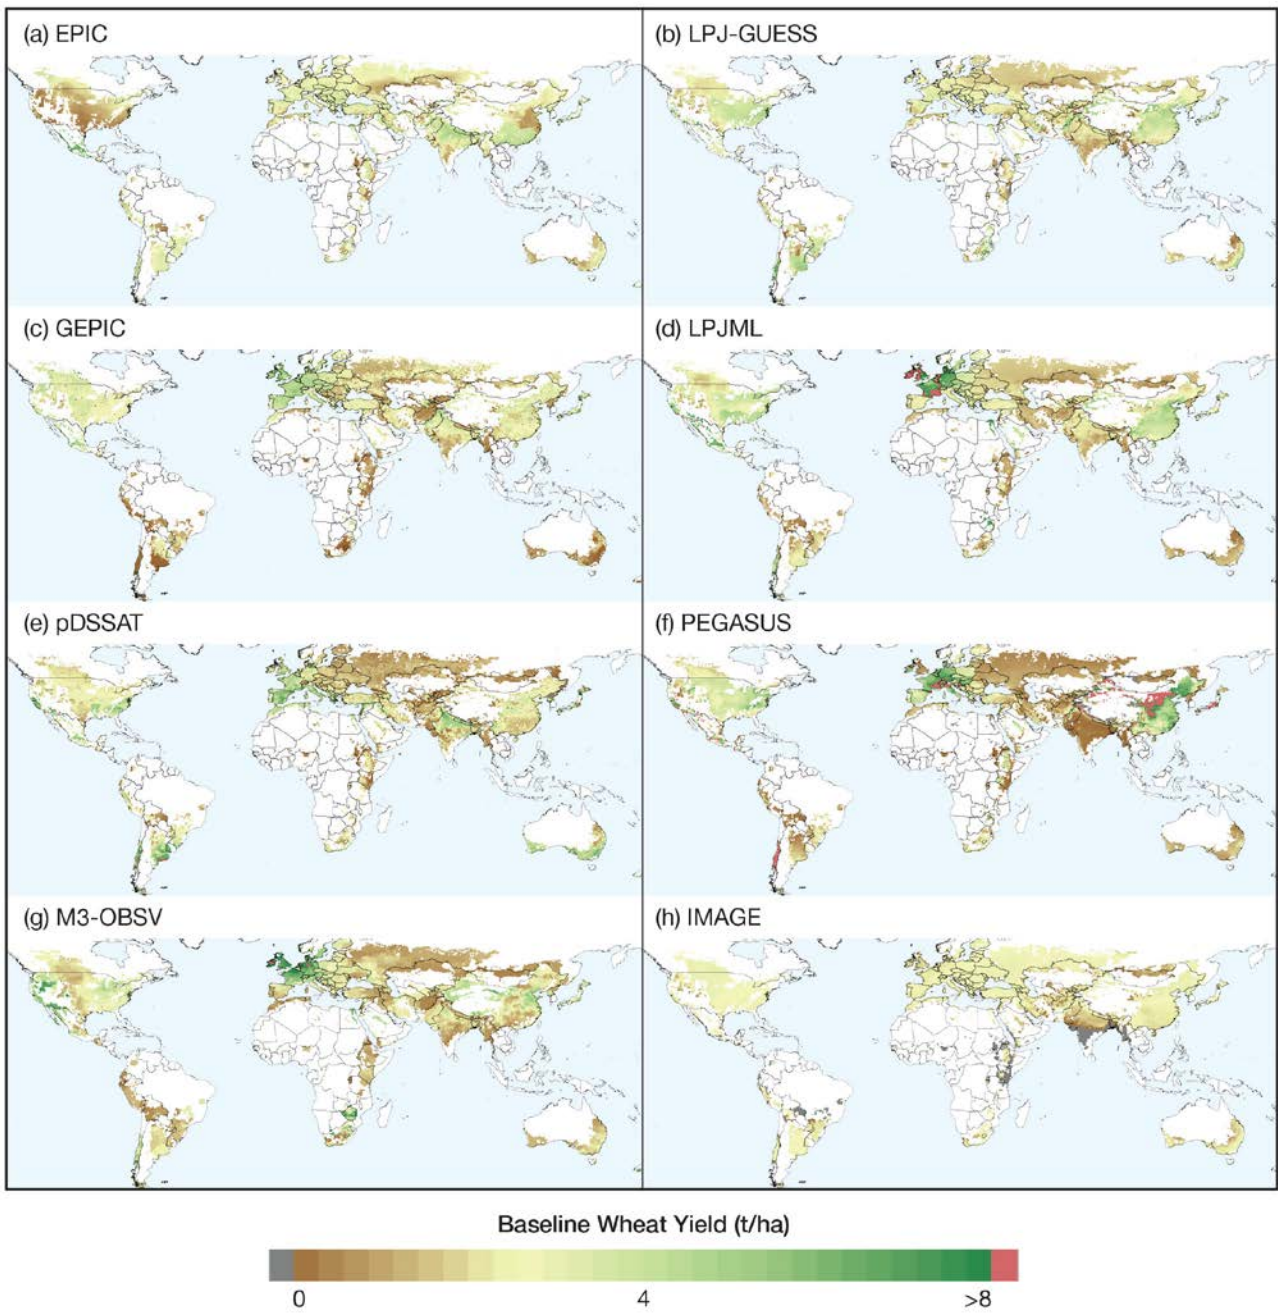 (a) EPIC
(b) LPJ-GUESS
(c) GEPIC
(d) LPJML
(e) pDSSAT
(f) PEGASUS
(g) M3-OBSV
(h) IMAGE
Baseline Wheat Yield (t/ha)
0 4 >8